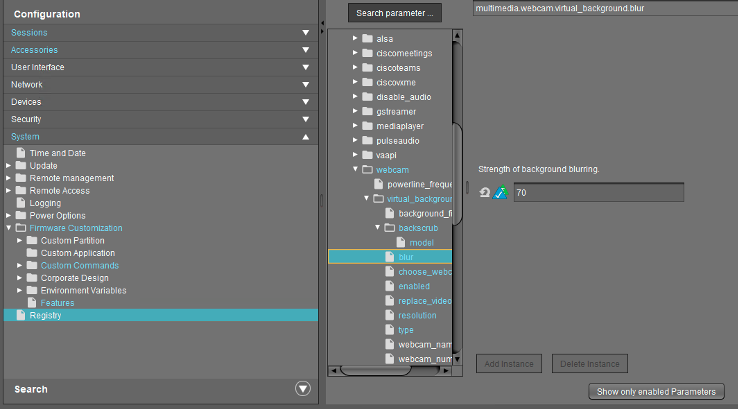 Configuration
Sessions
Accessories
User Interface
Network
Devices
Security
System
Time and Date
Update
Remote management
Remote Access
Logging
Power Options
Firmware Customization
Custom Partition
Custom Application
Custom Commands
Corporate Design
Environment Variables
Features
Registry
Search
Search parameter ...
alsa
ciscomeetings
ciscoteams
ciscovxme
disable_audio
gstreamer
mediaplayer
pulseaudio
vaapi
webcam
powerline_freque
virtual_backgroun
background_fi
backscrub
model
blur
choose_webc
enabled
replace_video
resolution
type
webcam_nam
webcam_num
multimedia.webcam.virtual_background.blur
Strength of background blurring.
70
Add Instance
Delete Instance
Show only enabled Parameters